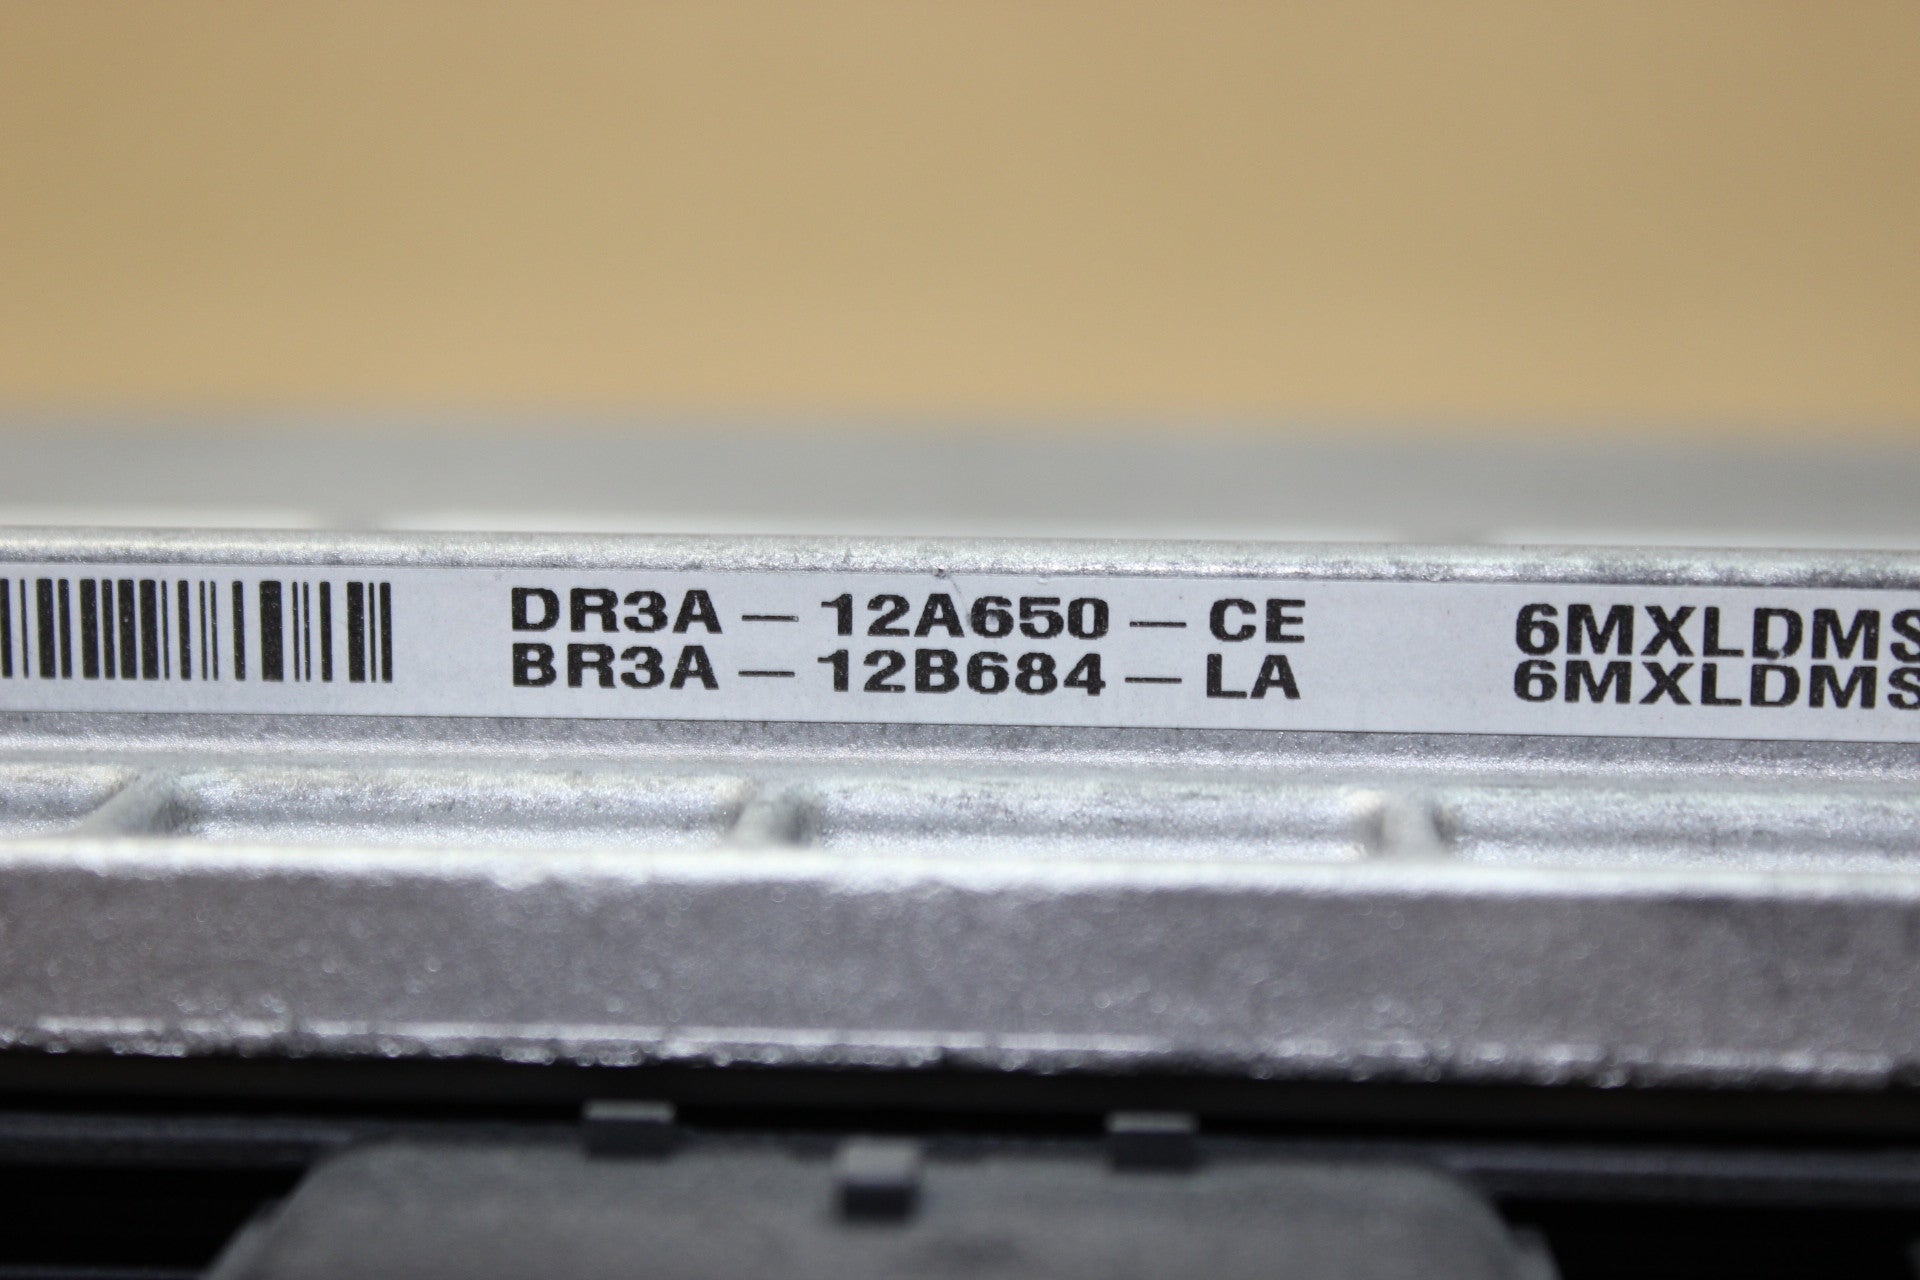 DR3A - 12A650 - CE 6MXLDMS
BR3A - 12B684 - LA 6MXLDMS